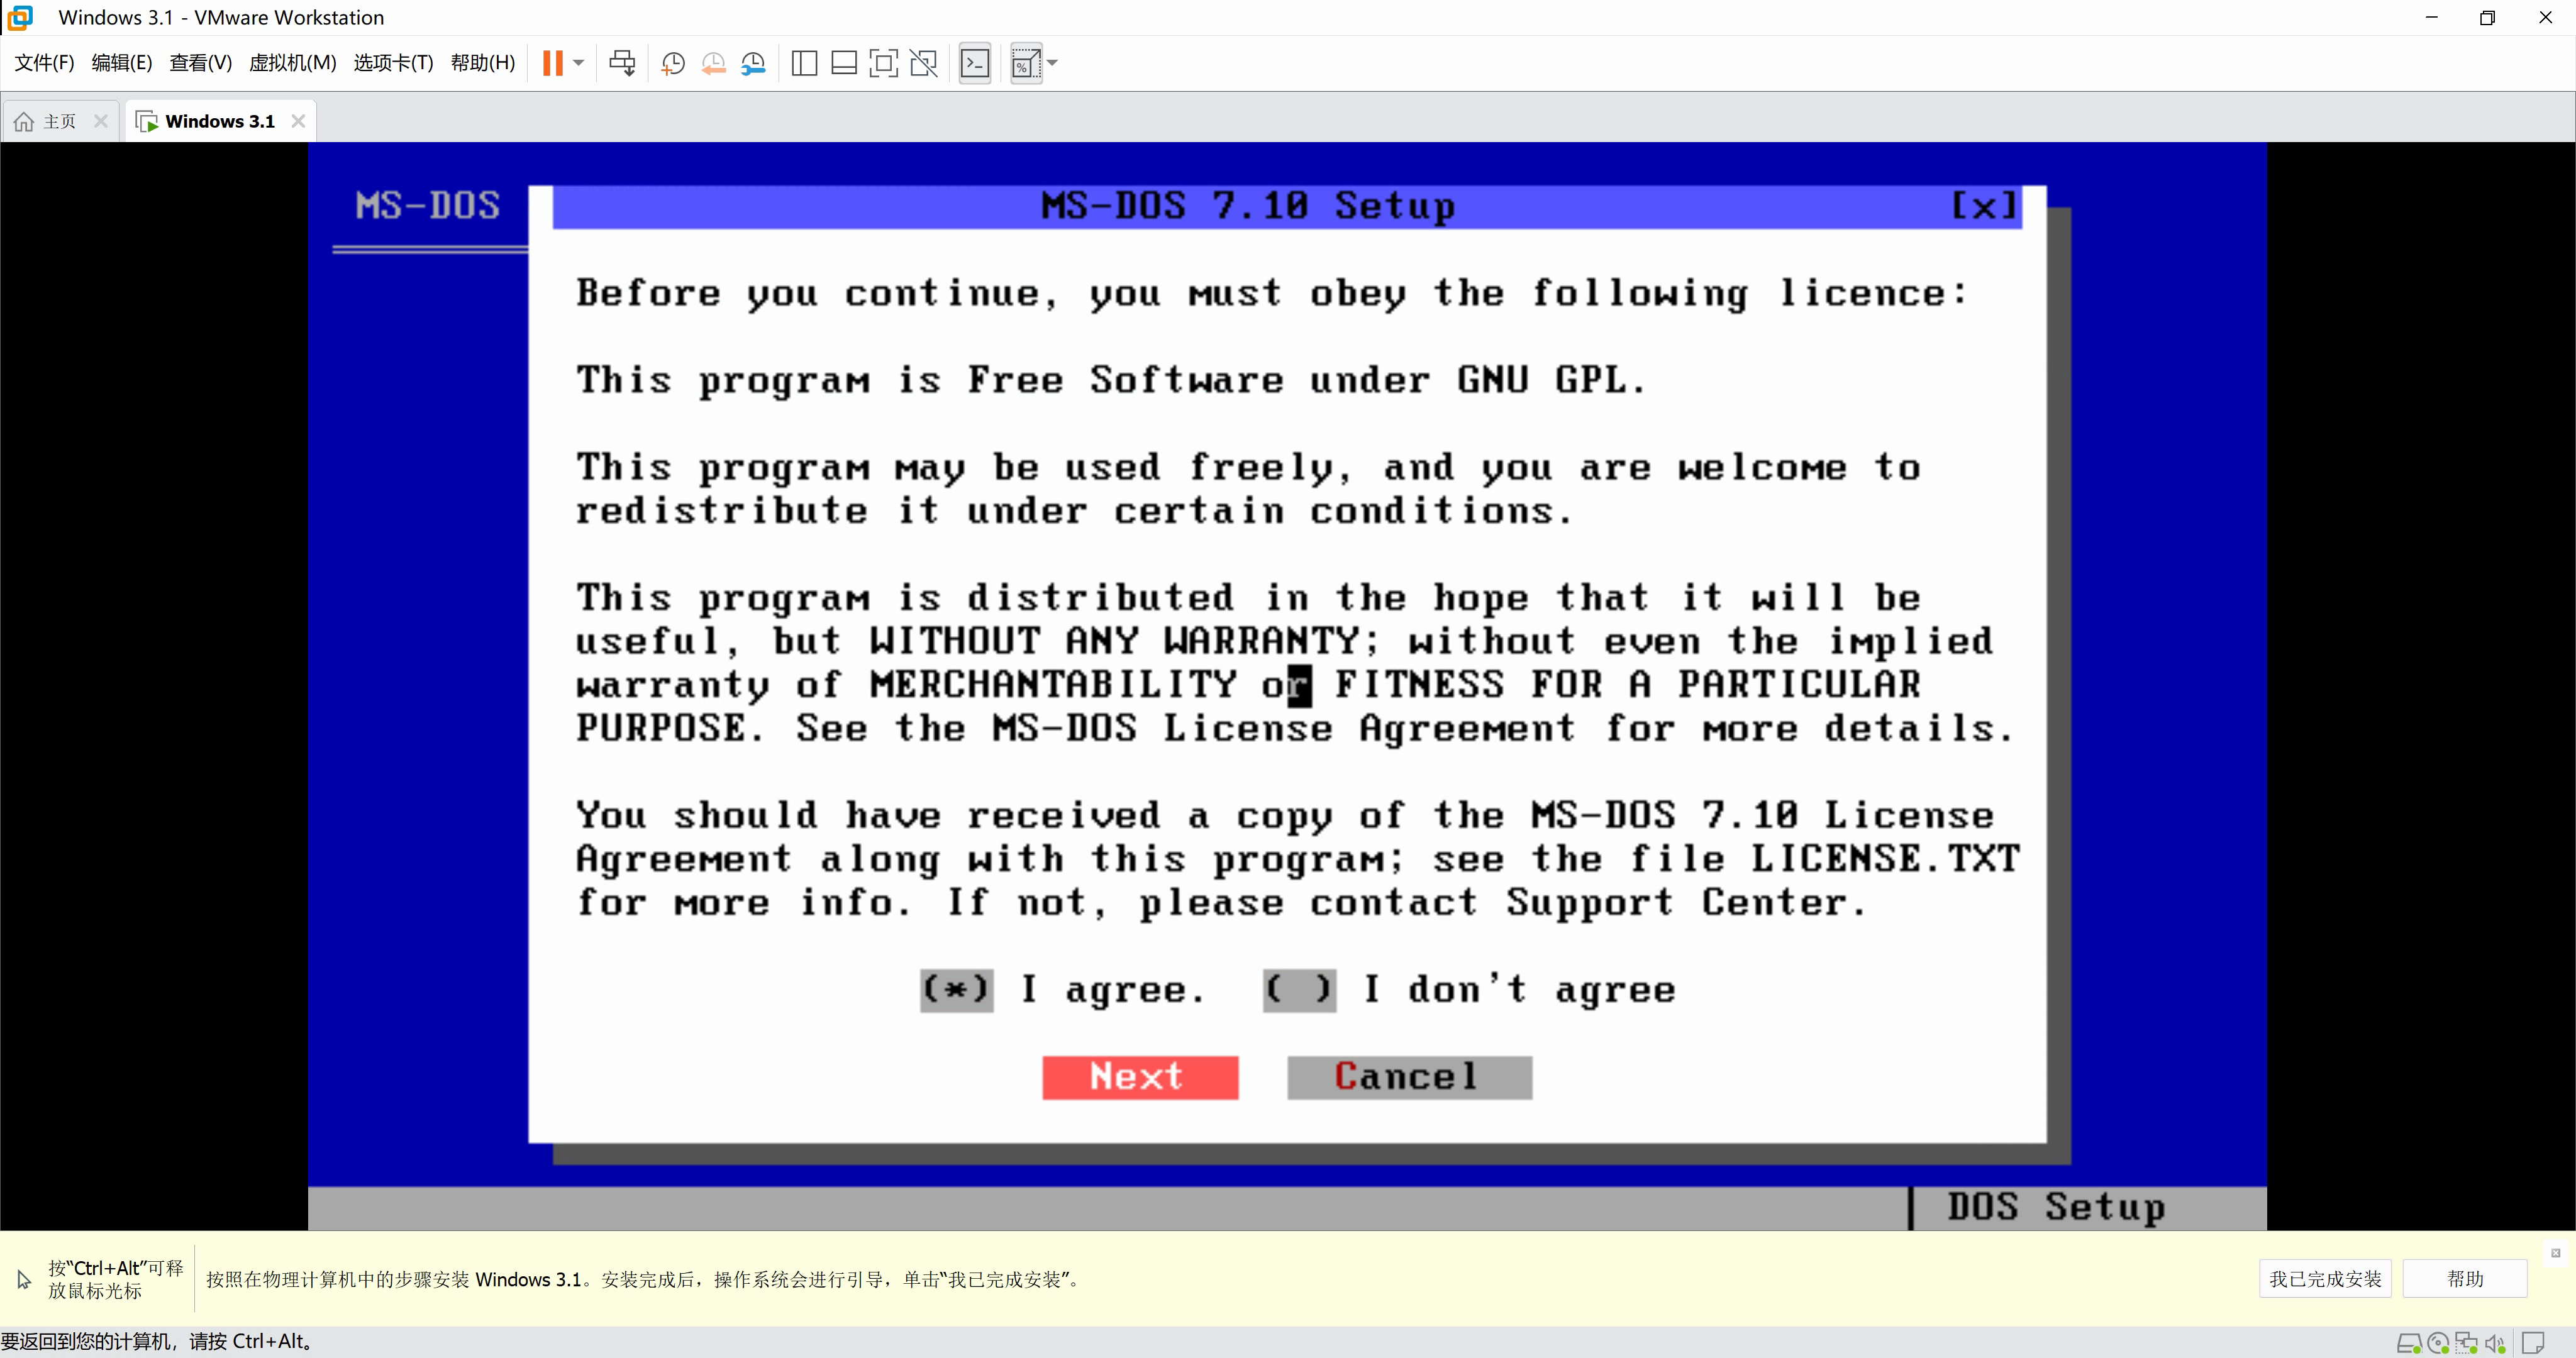 Windows 3.1 - VMware Workstation
文件(F) 编辑(E) 查看(V) 虚拟机(M) 选项卡(T) 帮助(H)
主页 Windows 3.1
MS-DOS
MS-DOS 7.10 Setup [x]
Before you continue, you must obey the following licence:
This program is Free Software under GNU GPL.
This program may be used freely, and you are welcome to
redistribute it under certain conditions.
This program is distributed in the hope that it will be
useful, but WITHOUT ANY WARRANTY; without even the implied
warranty of MERCHANTABILITY or FITNESS FOR A PARTICULAR
PURPOSE. See the MS-DOS License Agreement for more details.
You should have received a copy of the MS-DOS 7.10 License
Agreement along with this program; see the file LICENSE.TXT
for more info. If not, please contact Support Center.
(*) I agree. ( ) I don't agree
Next Cancel
DOS Setup
按“Ctrl+Alt”可释
放鼠标光标
按照在物理计算机中的步骤安装 Windows 3.1。安装完成后，操作系统会进行引导，单击“我已完成安装”。
我已完成安装 帮助
要返回到您的计算机，请按 Ctrl+Alt。